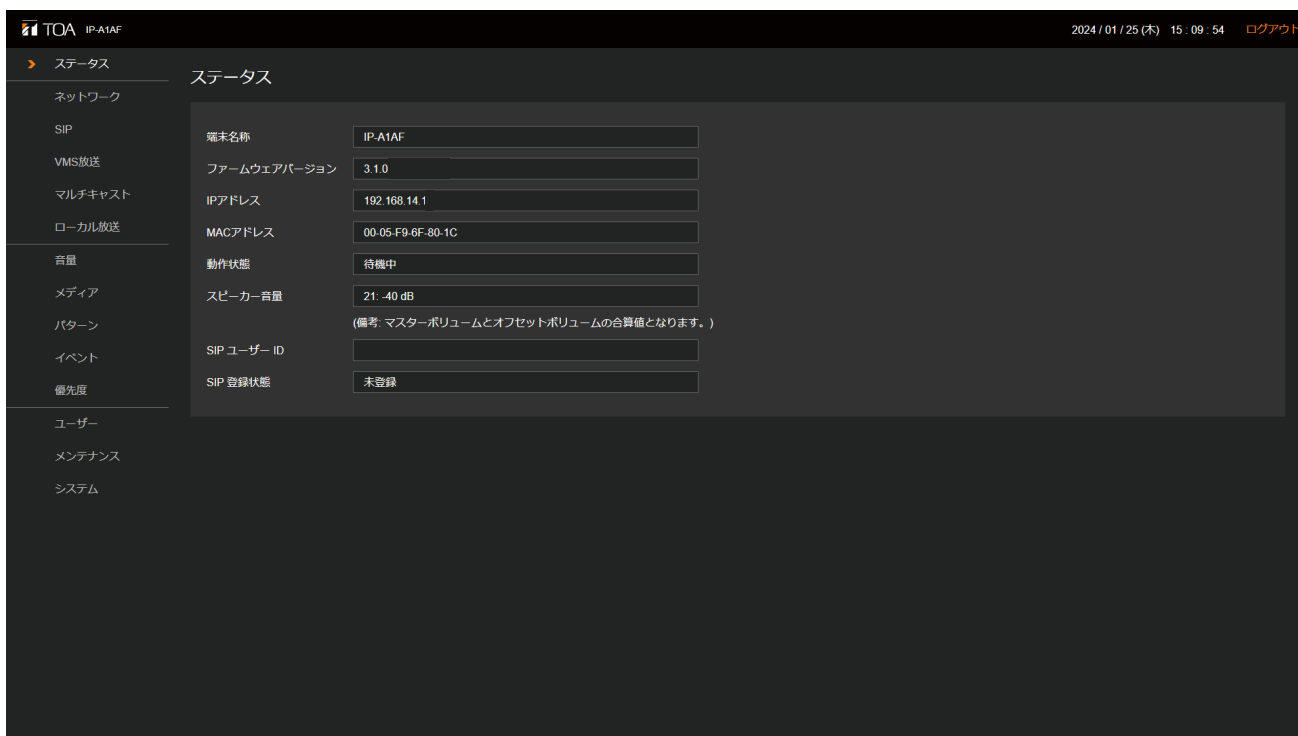 TOA IP-A1AF 2024 / 01 / 25 (木) 15 : 09 : 54 ログアウト
ステータス
ネットワーク
SIP
VMS放送
マルチキャスト
ローカル放送
音量
メディア
パターン
イベント
優先度
ユーザー
メンテナンス
システム
ステータス
端末名称 IP-A1AF
ファームウェアバージョン 3.1.0
IPアドレス 192.168.14.1
MACアドレス 00-05-F9-6F-80-1C
動作状態 待機中
スピーカー音量 21: -40 dB
(備考: マスターボリュームとオフセットボリュームの合算値となります。)
SIP ユーザー ID
SIP 登録状態 未登録